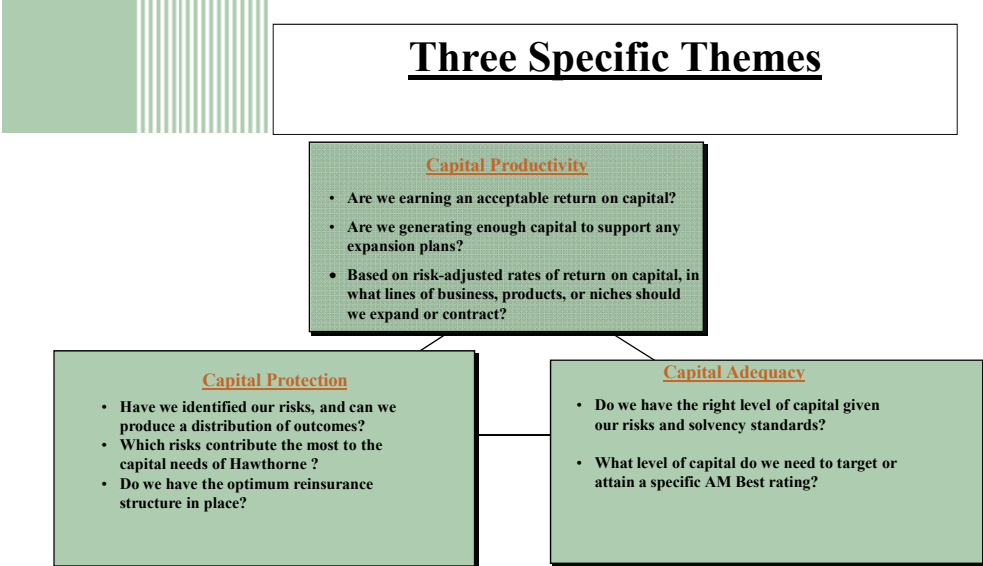 Three Specific Themes
Capital Productivity
• Are we earning an acceptable return on capital?
• Are we generating enough capital to support any
expansion plans?
• Based on risk-adjusted rates of return on capital, in
what lines of business, products, or niches should
we expand or contract?
Capital Protection
• Have we identified our risks, and can we
produce a distribution of outcomes?
• Which risks contribute the most to the
capital needs of Hawthorne ?
• Do we have the optimum reinsurance
structure in place?
Capital Adequacy
• Do we have the right level of capital given
our risks and solvency standards?
• What level of capital do we need to target or
attain a specific AM Best rating?